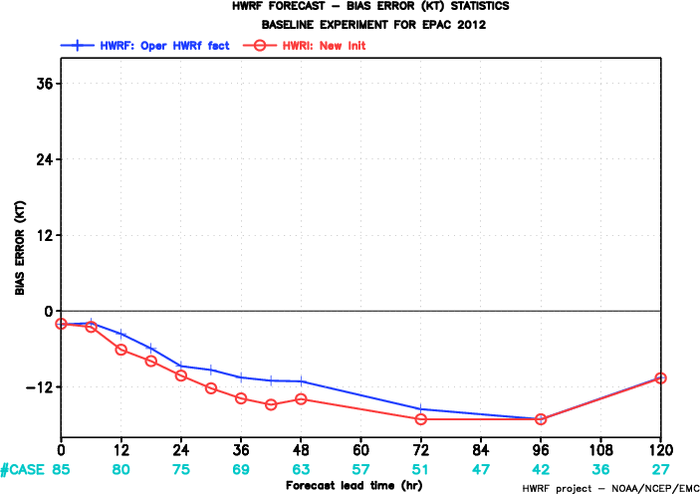 HWRF FORECAST – BIAS ERROR (KT) STATISTICS
BASELINE EXPERIMENT FOR EPAC 2012
HWRF: Oper HWRf fact HWRI: New Init
BIAS ERROR (KT)
36
24
12
0
−12
0 12 24 36 48 60 72 84 96 108 120
#CASE 85 80 75 69 63 57 51 47 42 36 27
Forecast lead time (hr)
HWRF project – NOAA/NCEP/EMC